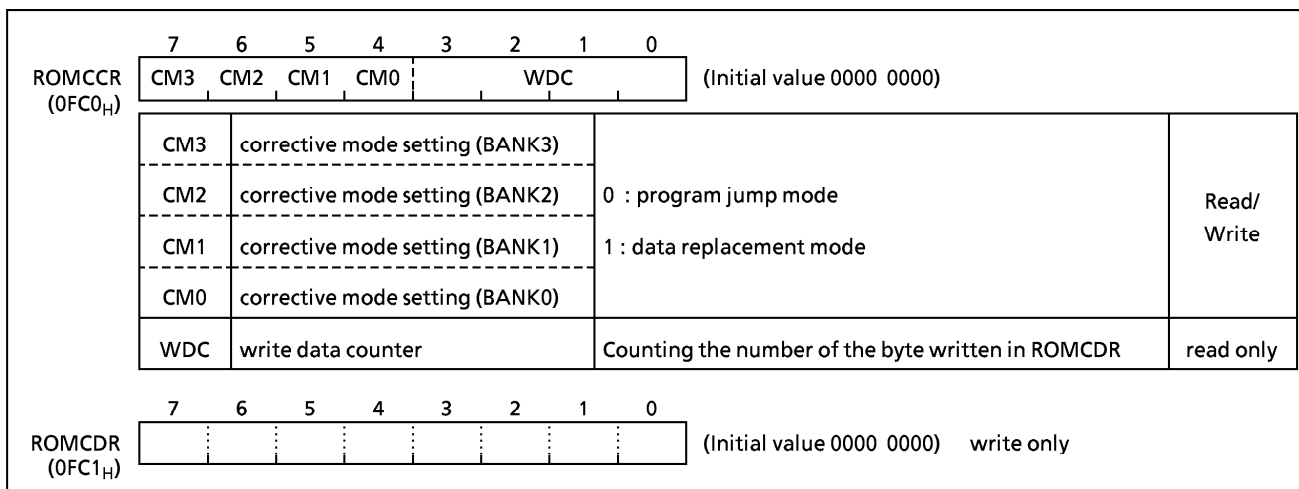 7 6 5 4 3 2 1 0
ROMCCR CM3 CM2 CM1 CM0 WDC (Initial value 0000 0000)
(0FC0H)
CM3 corrective mode setting (BANK3)
CM2 corrective mode setting (BANK2) 0 : program jump mode Read/
CM1 corrective mode setting (BANK1) 1 : data replacement mode Write
CM0 corrective mode setting (BANK0)
WDC write data counter Counting the number of the byte written in ROMCDR read only
7 6 5 4 3 2 1 0
ROMCDR (Initial value 0000 0000) write only
(0FC1H)